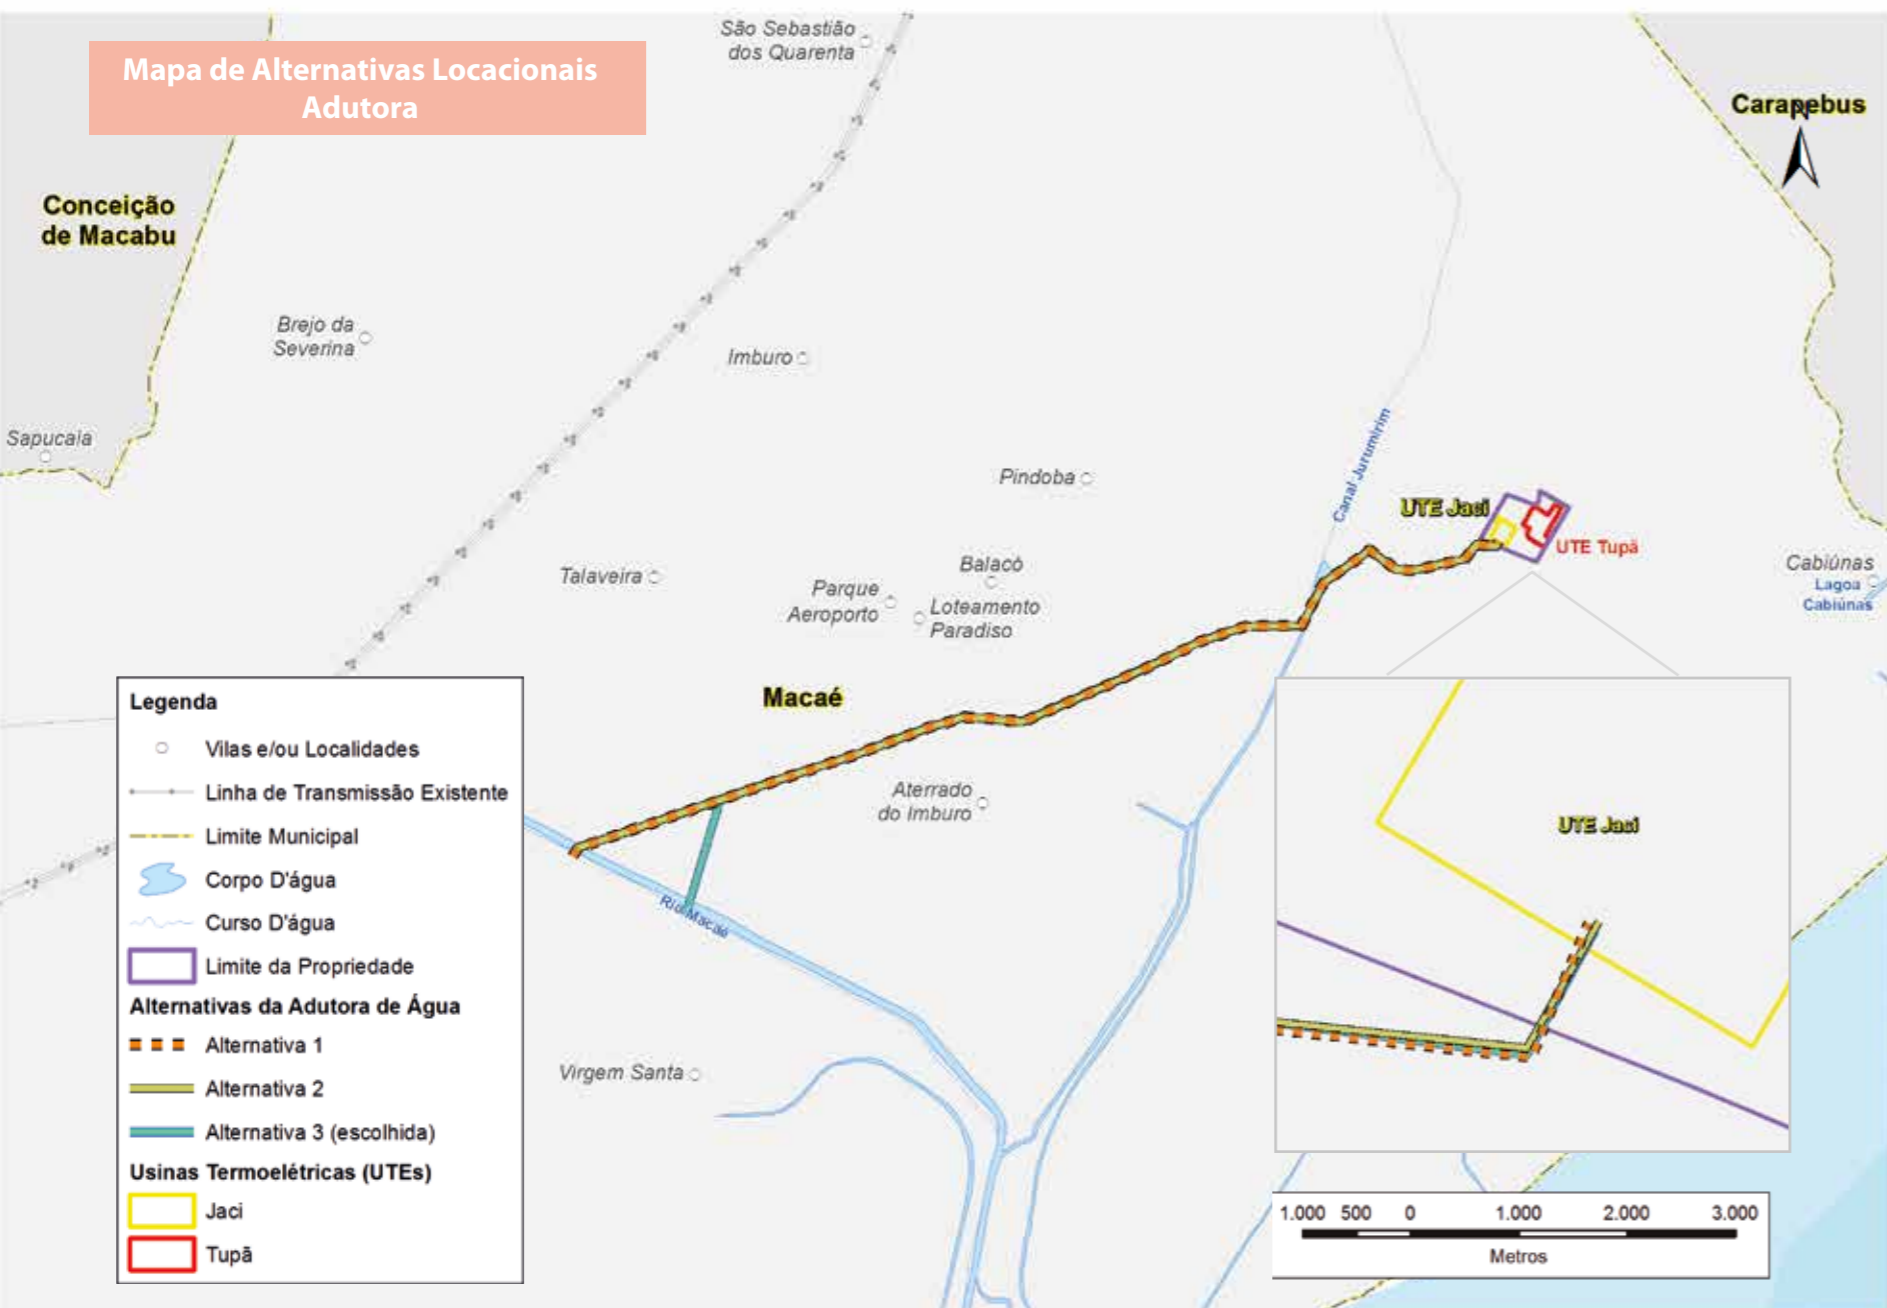 Mapa de Alternativas Locacionais
Adutora
São Sebastião
dos Quarenta
Carapebus
N
Conceição
de Macabu
Brejo da
Severina
Imburo
Sapucaia
Pindoba
Canal Jurumirim
UTE Jaci
UTE Tupã
Cabiúnas
Lagoa
Cabiúnas
Talaveira
Balacó
Parque
Aeroporto
Loteamento
Paradiso
Macaé
Aterrado
do Imburo
Rio Macaé
Virgem Santa
UTE Jaci
Legenda
Vilas e/ou Localidades
Linha de Transmissão Existente
Limite Municipal
Corpo D'água
Curso D'água
Limite da Propriedade
Alternativas da Adutora de Água
Alternativa 1
Alternativa 2
Alternativa 3 (escolhida)
Usinas Termoelétricas (UTEs)
Jaci
Tupã
1.000 500 0 1.000 2.000 3.000
Metros